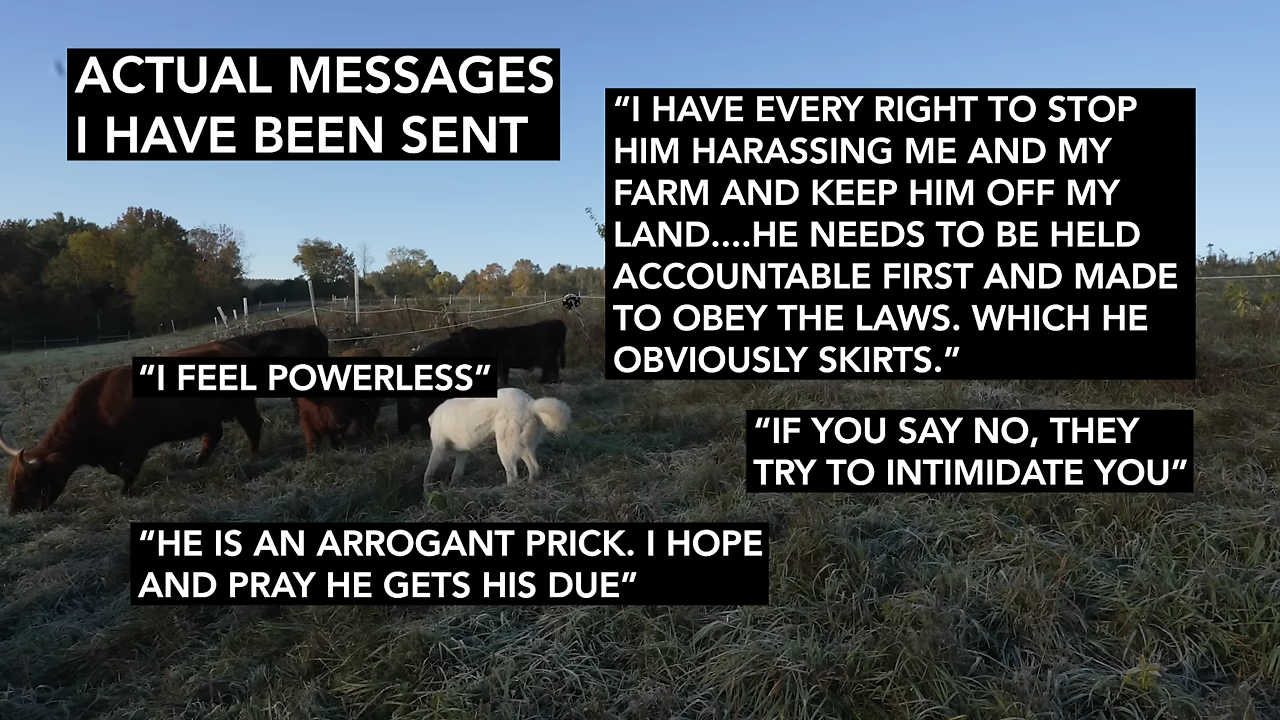 ACTUAL MESSAGES
I HAVE BEEN SENT
“I HAVE EVERY RIGHT TO STOP
HIM HARASSING ME AND MY
FARM AND KEEP HIM OFF MY
LAND....HE NEEDS TO BE HELD
ACCOUNTABLE FIRST AND MADE
TO OBEY THE LAWS. WHICH HE
OBVIOUSLY SKIRTS.”
“I FEEL POWERLESS”
“IF YOU SAY NO, THEY
TRY TO INTIMIDATE YOU”
“HE IS AN ARROGANT PRICK. I HOPE
AND PRAY HE GETS HIS DUE”